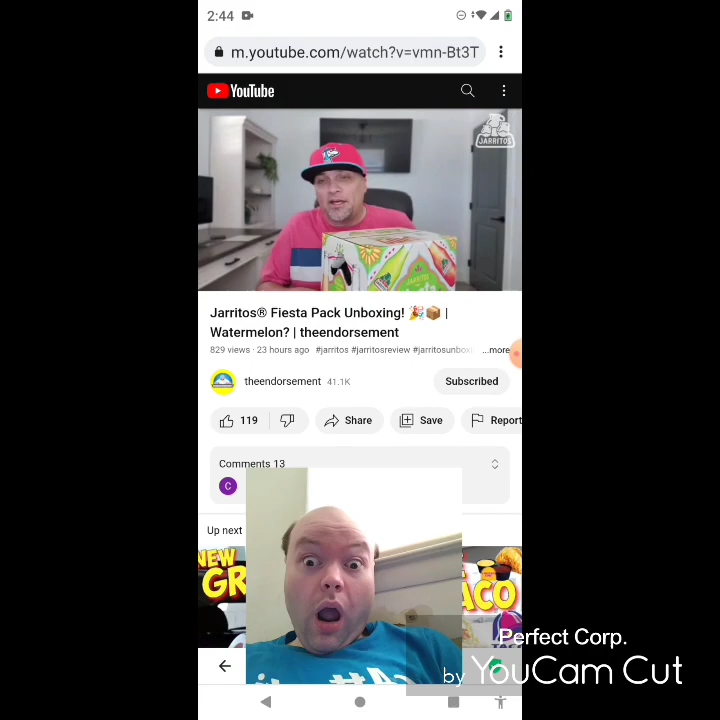 2:44
m.youtube.com/watch?v=vmn-Bt3T
YouTube
JARRITOS
Jarritos® Fiesta Pack Unboxing! 🎉📦 |
Watermelon? | theendorsement
829 views · 23 hours ago #jarritos #jarritosreview #jarritosunboxi ...more
theendorsement 41.1K Subscribed
119 Share Save Report
Comments 13
C
Up next
NEW
GR
ACO
Perfect Corp.
by YouCam Cut